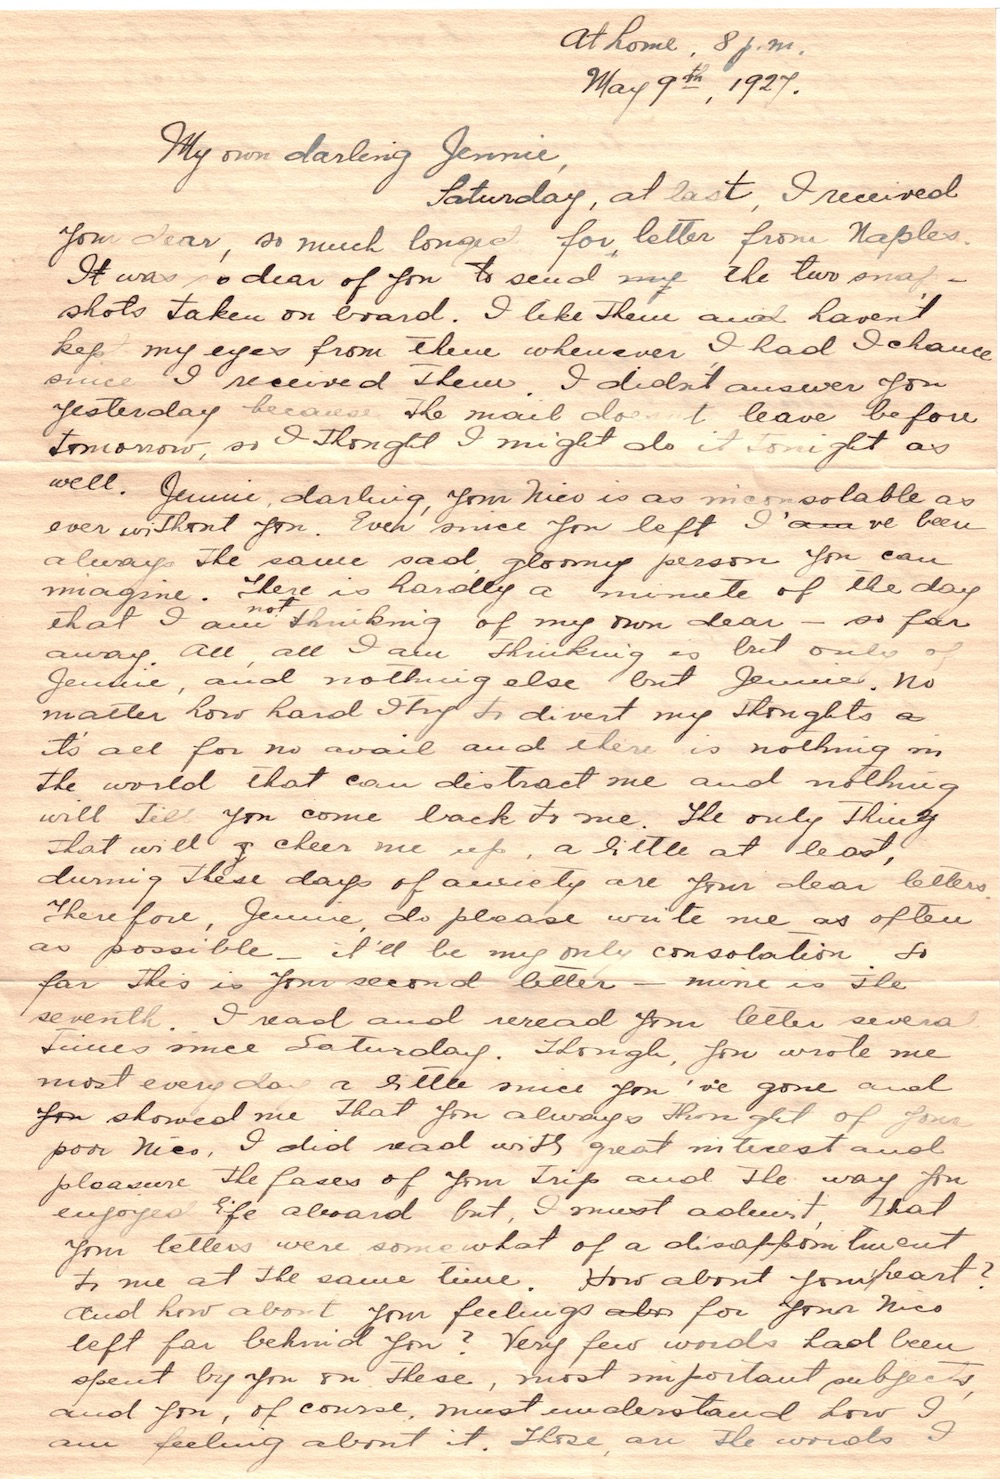 At home, 8 p.m.
May 9th, 1927.
My own darling Jennie,
Saturday, at last, I received
your dear, so much longed for, letter from Naples.
It was so dear of you to send my the two snap-
shots taken on board. I like them and haven't
kept my eyes from them whenever I had I chance
since I received them. I didn't answer you
yesterday because the mail doesn't leave before
tomorrow, so I thought I might do it tonight as
well. Jennie, darling, your Nico is as inconsolable as
ever without you. Ever since you left I'am've been
always the same sad, gloomy person you can
imagine. There is hardly a minute of the day
that I am not thinking of my own dear – so far
away. All, all I am thinking is but only of
Jennie, and nothing else but Jennie. No
matter how hard I try to divert my thoughts a
it's all for no avail and there is nothing in
the world that can distract me and nothing
will till you come back to me. The only thing
that will cheer me up, a little at least,
during these days of anxiety are your dear letters.
Therefore, Jennie, do please write me as often
as possible – it'll be my only consolation. So
far this is your second letter – mine is the
seventh. I read and reread your letter several
times since Saturday. Though, you wrote me
most every day a little since you've gone and
you showed me that you always thought of your
poor Nico, I did read with great interest and
pleasure the fases of your trip and the way you
enjoyed life aboard but, I must admit, that
your letters were somewhat of a disappointment
to me at the same time. How about your heart?
And how about your feelings also for your Nico
left far behind you? Very few words had been
spent by you on these, most important subjects,
and you, of course, must understand how I
am feeling about it. Those, are the words I